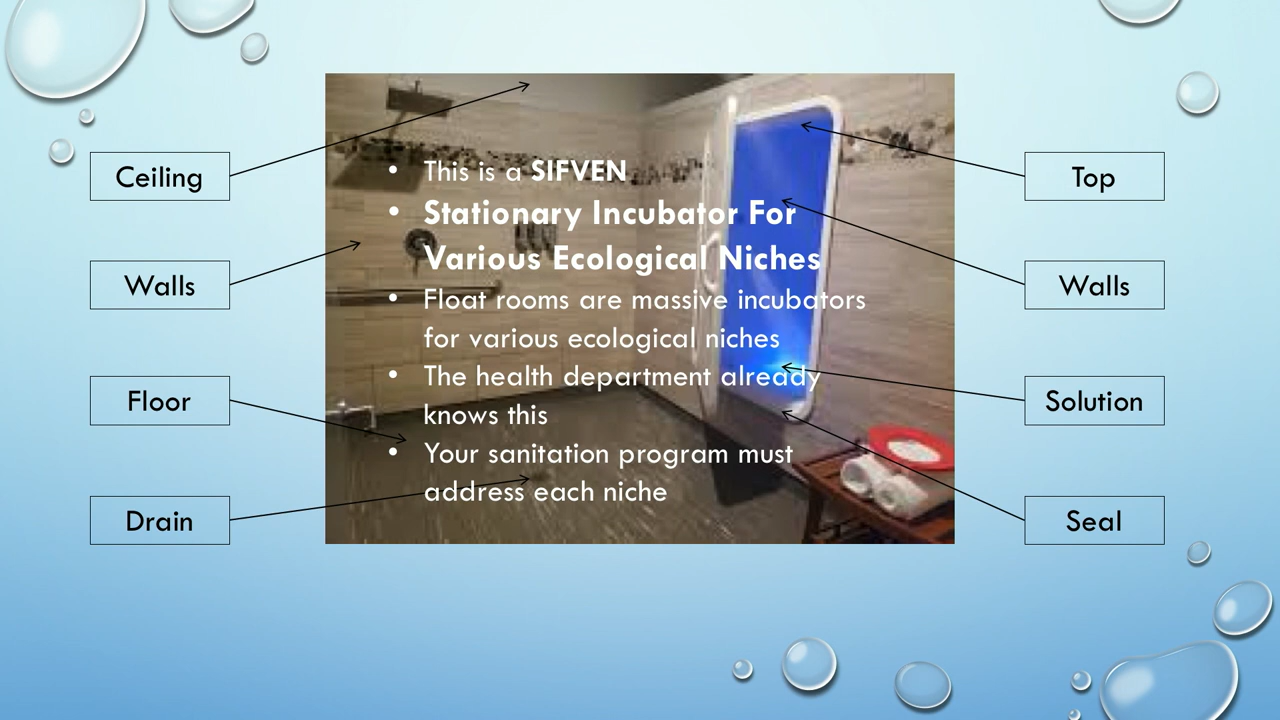 Ceiling
Walls
Floor
Drain
• This is a SIFVEN
• Stationary Incubator For
Various Ecological Niches
• Float rooms are massive incubators
for various ecological niches
• The health department already
knows this
• Your sanitation program must
address each niche
Top
Walls
Solution
Seal